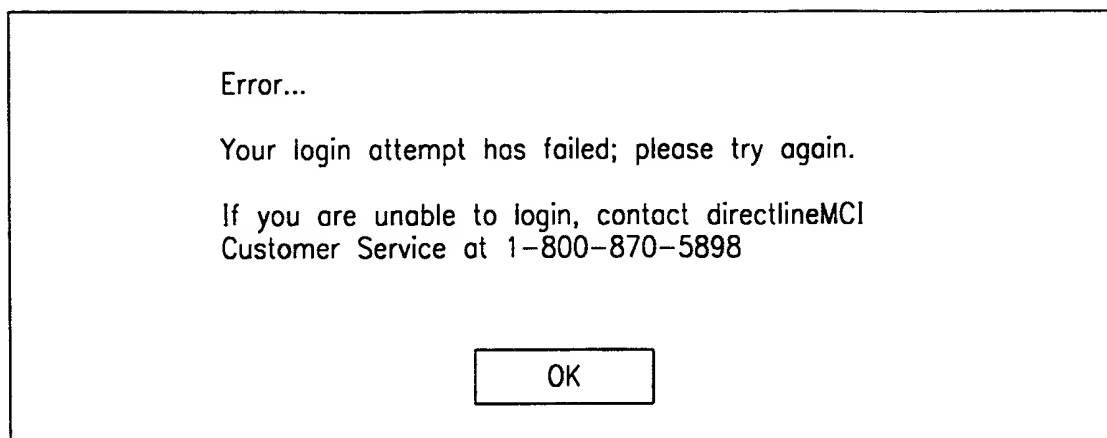 Error...
Your login attempt has failed; please try again.
If you are unable to login, contact directlineMCI
Customer Service at 1-800-870-5898
OK